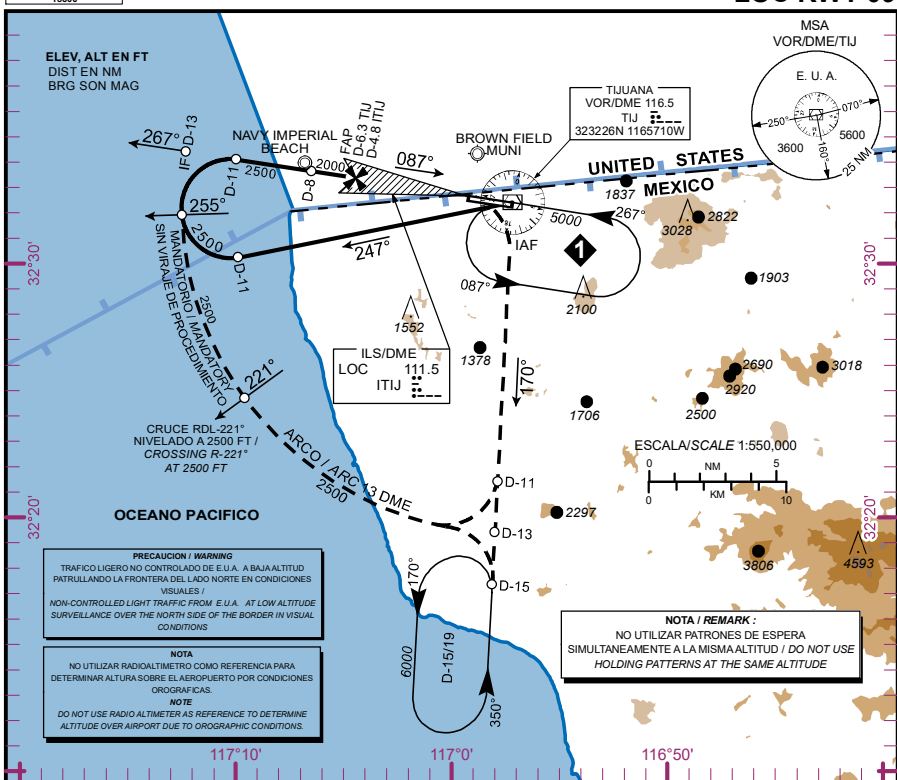 ELEV, ALT EN FT
DIST EN NM
BRG SON MAG
MSA
VOR/DME/TIJ
E. U. A.
250°
070°
160°
3600
5600
25 NM
TIJUANA
VOR/DME 116.5
TIJ
323226N 1165710W
NAVY IMPERIAL
BEACH
BROWN FIELD
MUNI
FAP
D-6.3 TIJ
D-4.8 ITIJ
267°
IF
D-13
D-11
2500
D-8
2000
087°
UNITED STATES
MEXICO
1837
2822
3028
255°
2500
D-11
247°
IAF
5000
267°
087°
1
2100
1903
32°30'
32°30'
MANDATORIO / MANDATORY
SIN VIRAJE DE PROCEDIMIENTO
2500
1552
ILS/DME
LOC 111.5
ITIJ
1378
170°
1706
2690
2920
2500
3018
221°
CRUCE RDL-221°
NIVELADO A 2500 FT /
CROSSING R-221°
AT 2500 FT
ARCO / ARC 13 DME
2500
ESCALA/SCALE 1:550,000
0 NM 5
0 KM 10
D-11
D-13
D-15
2297
3806
4593
32°20'
32°20'
OCEANO PACIFICO
PRECAUCION / WARNING
TRAFICO LIGERO NO CONTROLADO DE E.U.A. A BAJA ALTITUD
PATRULLANDO LA FRONTERA DEL LADO NORTE EN CONDICIONES
VISUALES /
NON-CONTROLLED LIGHT TRAFFIC FROM E.U.A. AT LOW ALTITUDE
SURVEILLANCE OVER THE NORTH SIDE OF THE BORDER IN VISUAL
CONDITIONS
NOTA
NO UTILIZAR RADIOALTIMETRO COMO REFERENCIA PARA
DETERMINAR ALTURA SOBRE EL AEROPUERTO POR CONDICIONES
OROGRAFICAS.
NOTE
DO NOT USE RADIO ALTIMETER AS REFERENCE TO DETERMINE
ALTITUDE OVER AIRPORT DUE TO OROGRAPHIC CONDITIONS.
170°
6000
D-15/19
350°
NOTA / REMARK :
NO UTILIZAR PATRONES DE ESPERA
SIMULTANEAMENTE A LA MISMA ALTITUD / DO NOT USE
HOLDING PATTERNS AT THE SAME ALTITUDE
117°10'
117°0'
116°50'